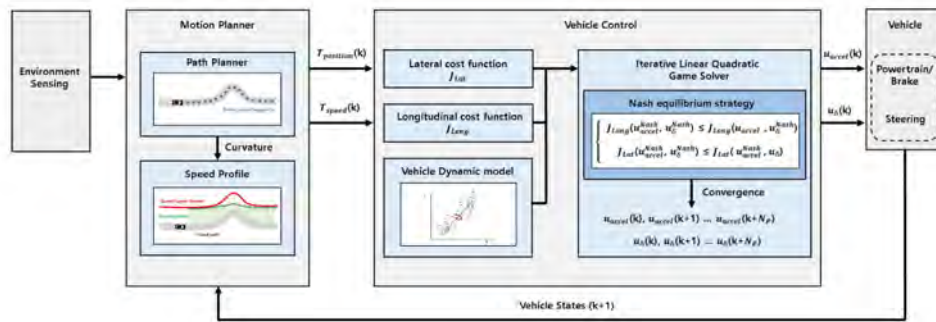 Motion Planner
Vehicle Control
Vehicle
Environment
Sensing
Path Planner
Curvature
Speed Profile
T_position(k)
T_speed(k)
Lateral cost function
J_Lat
Longitudinal cost function
J_Long
Vehicle Dynamic model
Iterative Linear Quadratic
Game Solver
Nash equilibrium strategy
J_Long(u_accel^Nash, u_δ^Nash) ≤ J_Long(u_accel , u_δ^Nash)
J_Lat(u_accel^Nash, u_δ^Nash) ≤ J_Lat( u_accel^Nash, u_δ)
Convergence
u_accel(k), u_accel(k+1) ... u_accel(k+N_P)
u_δ(k), u_δ(k+1) ... u_δ(k+N_P)
u_accel(k)
u_δ(k)
Powertrain/
Brake
Steering
Vehicle States (k+1)